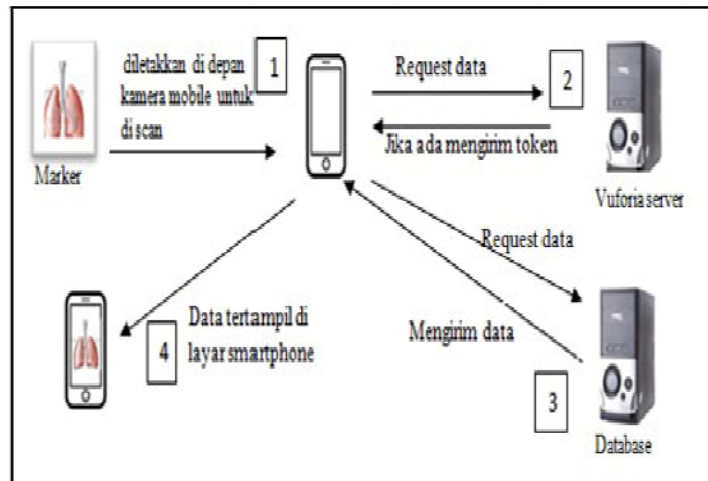 diletakkan di depan
kamera mobile untuk
di scan
1
Marker
Request data
2
Jika ada mengirim token
Vuforia server
Request data
Mengirim data
3
Database
4
Data tertampil di
layar smartphone